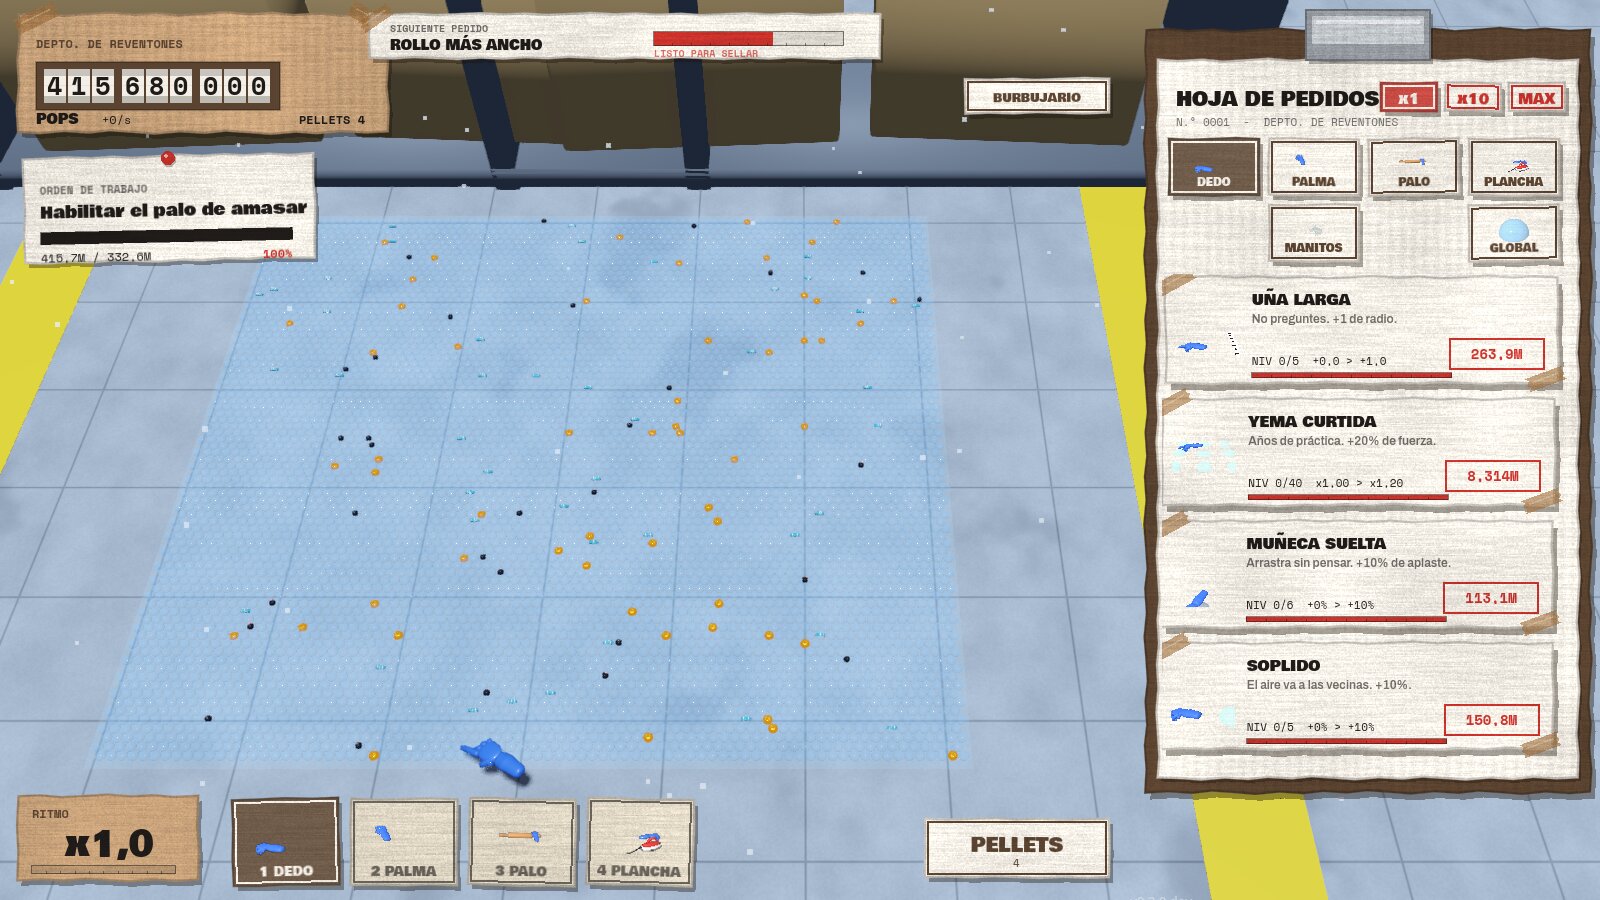 DEPTO. DE REVENTONES
415 680 000
POPS +0/s PELLETS 4
SIGUIENTE PEDIDO
ROLLO MÁS ANCHO
LISTO PARA SELLAR
BURBUJARIO
ORDEN DE TRABAJO
Habilitar el palo de amasar
415,7M / 332,6M 100%
HOJA DE PEDIDOS x1 x10 MAX
N.° 0001 - DEPTO. DE REVENTONES
DEDO PALMA PALO PLANCHA
MANITOS GLOBAL
UÑA LARGA
No preguntes. +1 de radio.
NIV 0/5 +0,0 > +1,0 263,9M
YEMA CURTIDA
Años de práctica. +20% de fuerza.
NIV 0/40 x1,00 > x1,20 8,314M
MUÑECA SUELTA
Arrastra sin pensar. +10% de aplaste.
NIV 0/6 +0% > +10% 113,1M
SOPLIDO
El aire va a las vecinas. +10%.
NIV 0/5 +0% > +10% 150,8M
RITMO
x1,0
1 DEDO 2 PALMA 3 PALO 4 PLANCHA
PELLETS
4